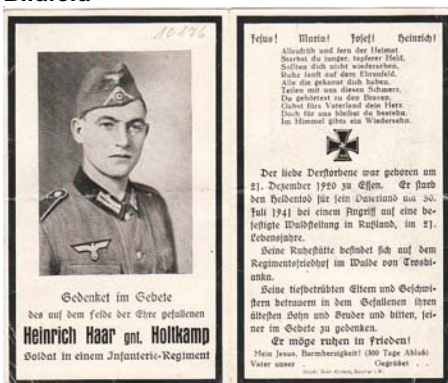 Bildfeld
10176
Gedenket im Gebete
des auf dem Felde der Ehre gefallenen
Heinrich Haar gnt. Holtkamp
Soldat in einem Infanterie-Regiment
Jesus! Maria! Josef! Heinrich!
Allzufrüh und fern der Heimat
Starbst du junger, tapferer Held,
Sollten dich nicht wiedersehen,
Ruhe sanft auf dem Ehrenfeld.
Alle die gekannt dich haben,
Teilen mit uns diesen Schmerz,
Du gehörtest zu den Braven,
Gabst fürs Vaterland dein Herz.
Doch für uns bleibst du bestehn,
Im Himmel gibts ein Wiedersehn.
Der liebe Verstorbene war geboren am
21. Dezember 1920 zu Essen. Er starb
den Heldentod für sein Vaterland am 30.
Juli 1941 bei einem Angriff auf eine be-
festigte Waldstellung in Rußland, im 21.
Lebensjahre.
Seine Ruhestätte befindet sich auf dem
Regimentsfriedhof im Walde von
Seine tiefbetrübten Eltern und Geschwi-
stern betrauern in dem Gefallenen ihren
ältesten Sohn und Bruder und bitten, sei-
ner im Gebete zu gedenken.
Er möge ruhen in Frieden!
Mein Jesus, Barmherzigkeit! (300 Tage Ablaß)
Vater unser . Gegrüßet . .